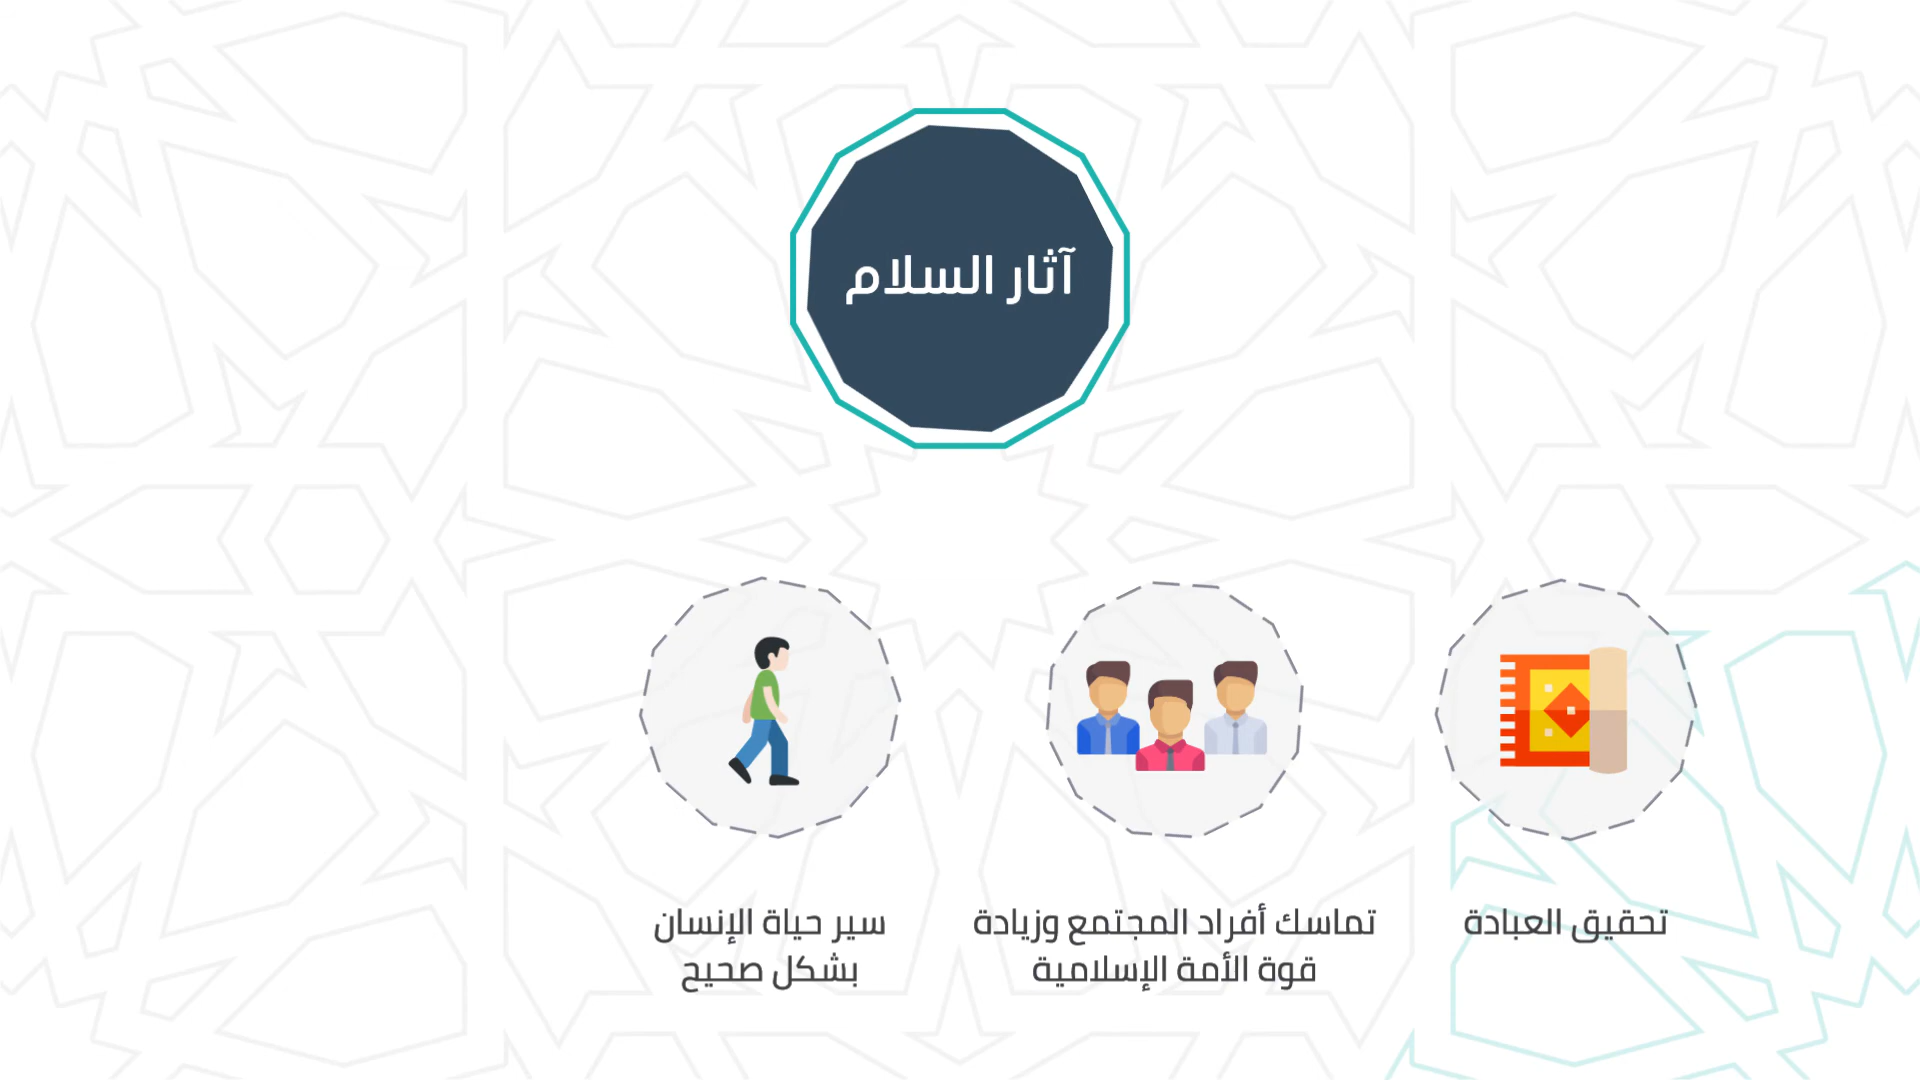 آثار السلام
تحقيق العبادة
تماسك أفراد المجتمع وزيادة
قوة الأمة الإسلامية
سير حياة الإنسان
بشكل صحيح